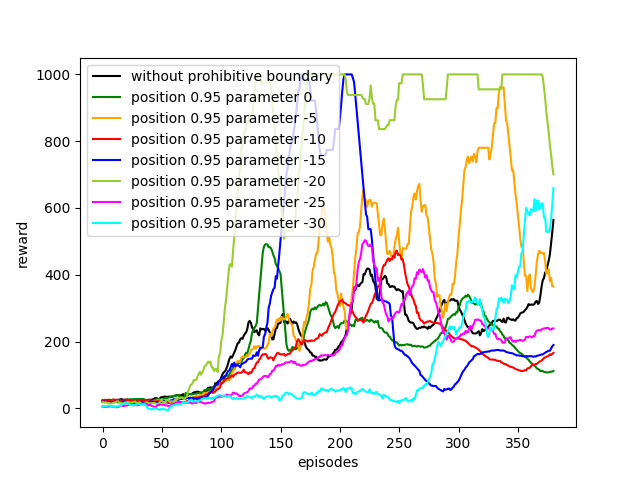 1000
800
600
400
200
0
reward
without prohibitive boundary
position 0.95 parameter 0
position 0.95 parameter -5
position 0.95 parameter -10
position 0.95 parameter -15
position 0.95 parameter -20
position 0.95 parameter -25
position 0.95 parameter -30
0 50 100 150 200 250 300 350
episodes